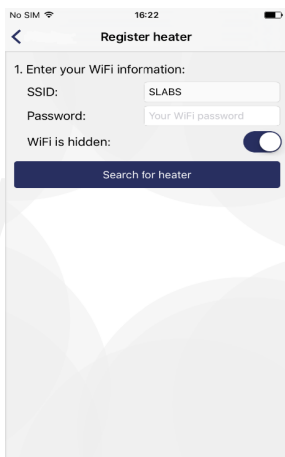 No SIM 16:22
Register heater
1. Enter your WiFi information:
SSID: SLABS
Password: Your WiFi password
WiFi is hidden:
Search for heater